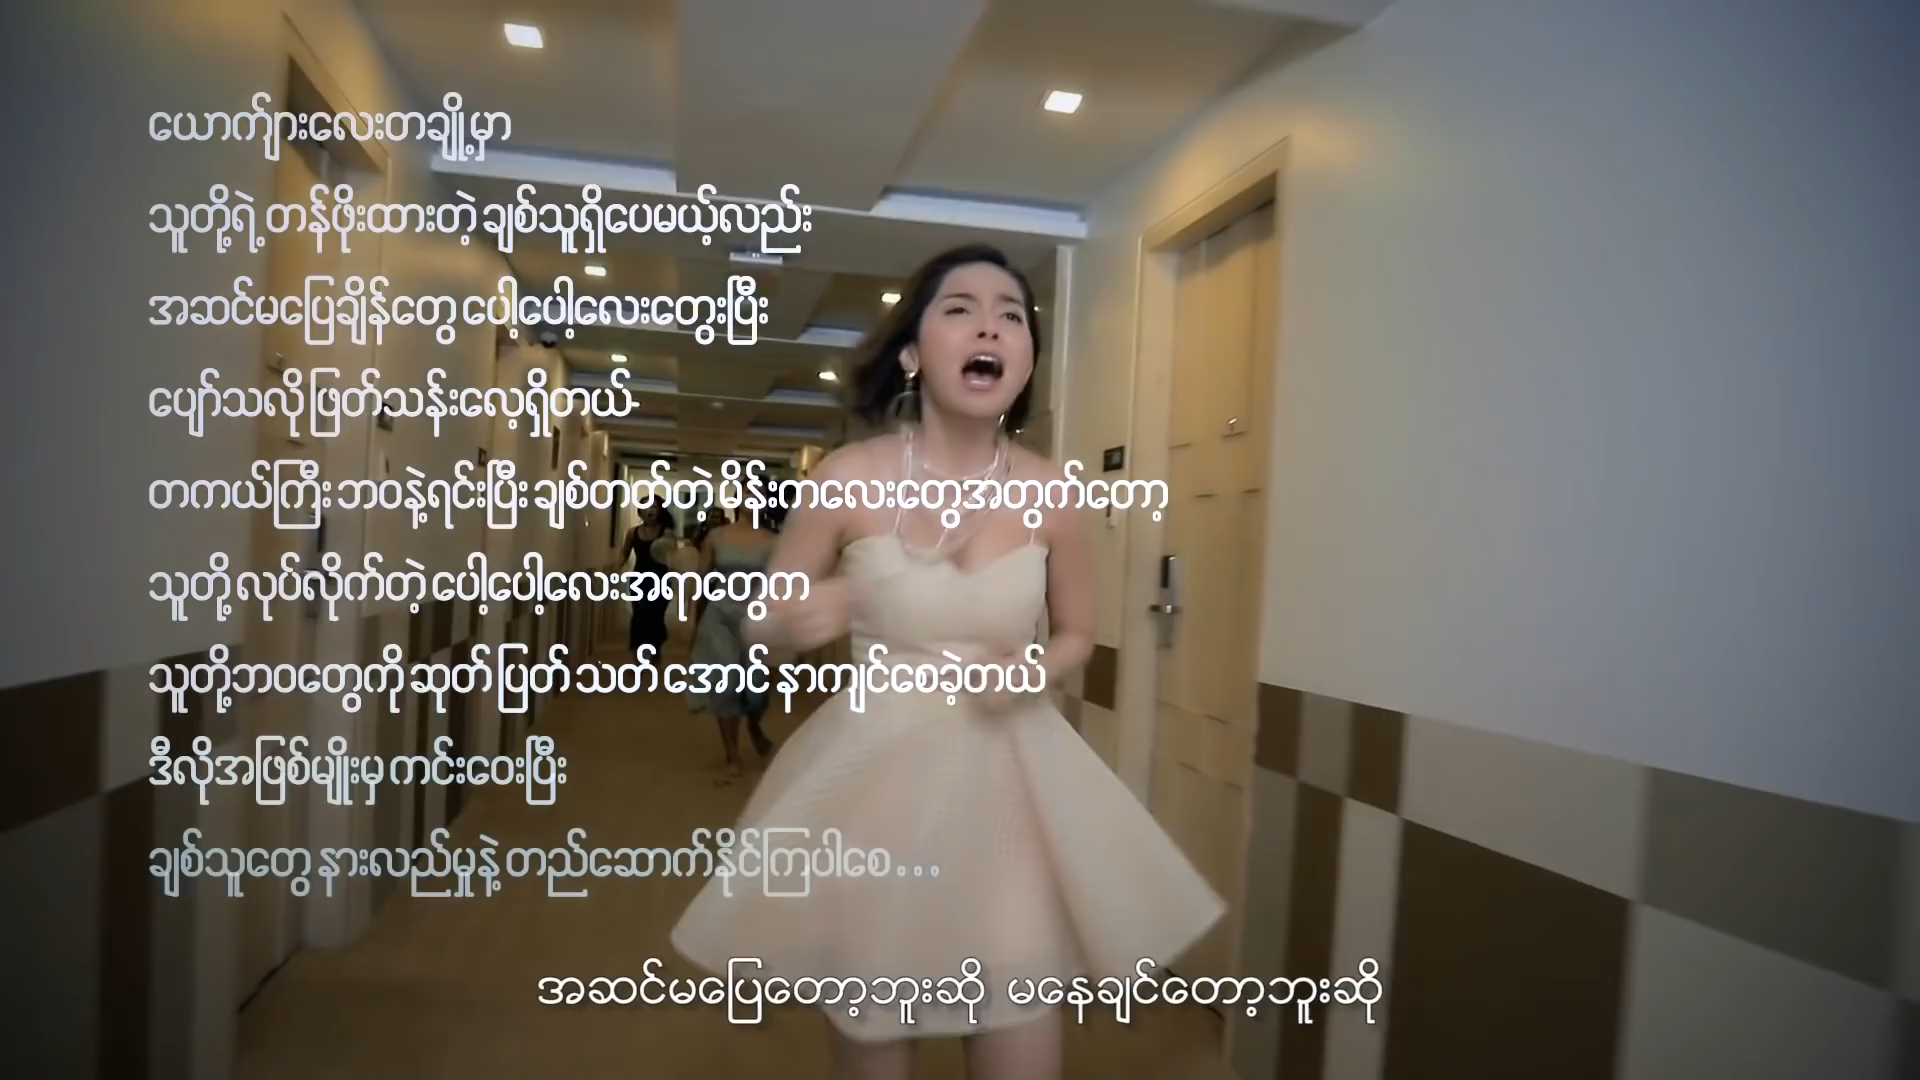 ယောက်ျားလေးတချို့မှာ
သူတို့ရဲ့ တန်ဖိုးထားတဲ့ ချစ်သူရှိပေမယ့်လည်း
အဆင်မပြေချိန်တွေ ပေါ့ပေါ့လေးတွေးပြီး
ပျော်သလို ဖြတ်သန်းလေ့ရှိတယ်
တကယ်ကြီး ဘဝနဲ့ရင်းပြီး ချစ်တတ်တဲ့ မိန်းကလေးတွေအတွက်တော့
သူတို့ လုပ်လိုက်တဲ့ ပေါ့ပေါ့လေးအရာတွေက
သူတို့ဘဝတွေကို ဆုတ် ပြတ် သတ် အောင် နာကျင်စေခဲ့တယ်
ဒီလိုအဖြစ်မျိုးမှ ကင်းဝေးပြီး
ချစ်သူတွေ နားလည်မှုနဲ့ တည်ဆောက်နိုင်ကြပါစေ...
အဆင်မပြေတော့ဘူးဆို မနေချင်တော့ဘူးဆို